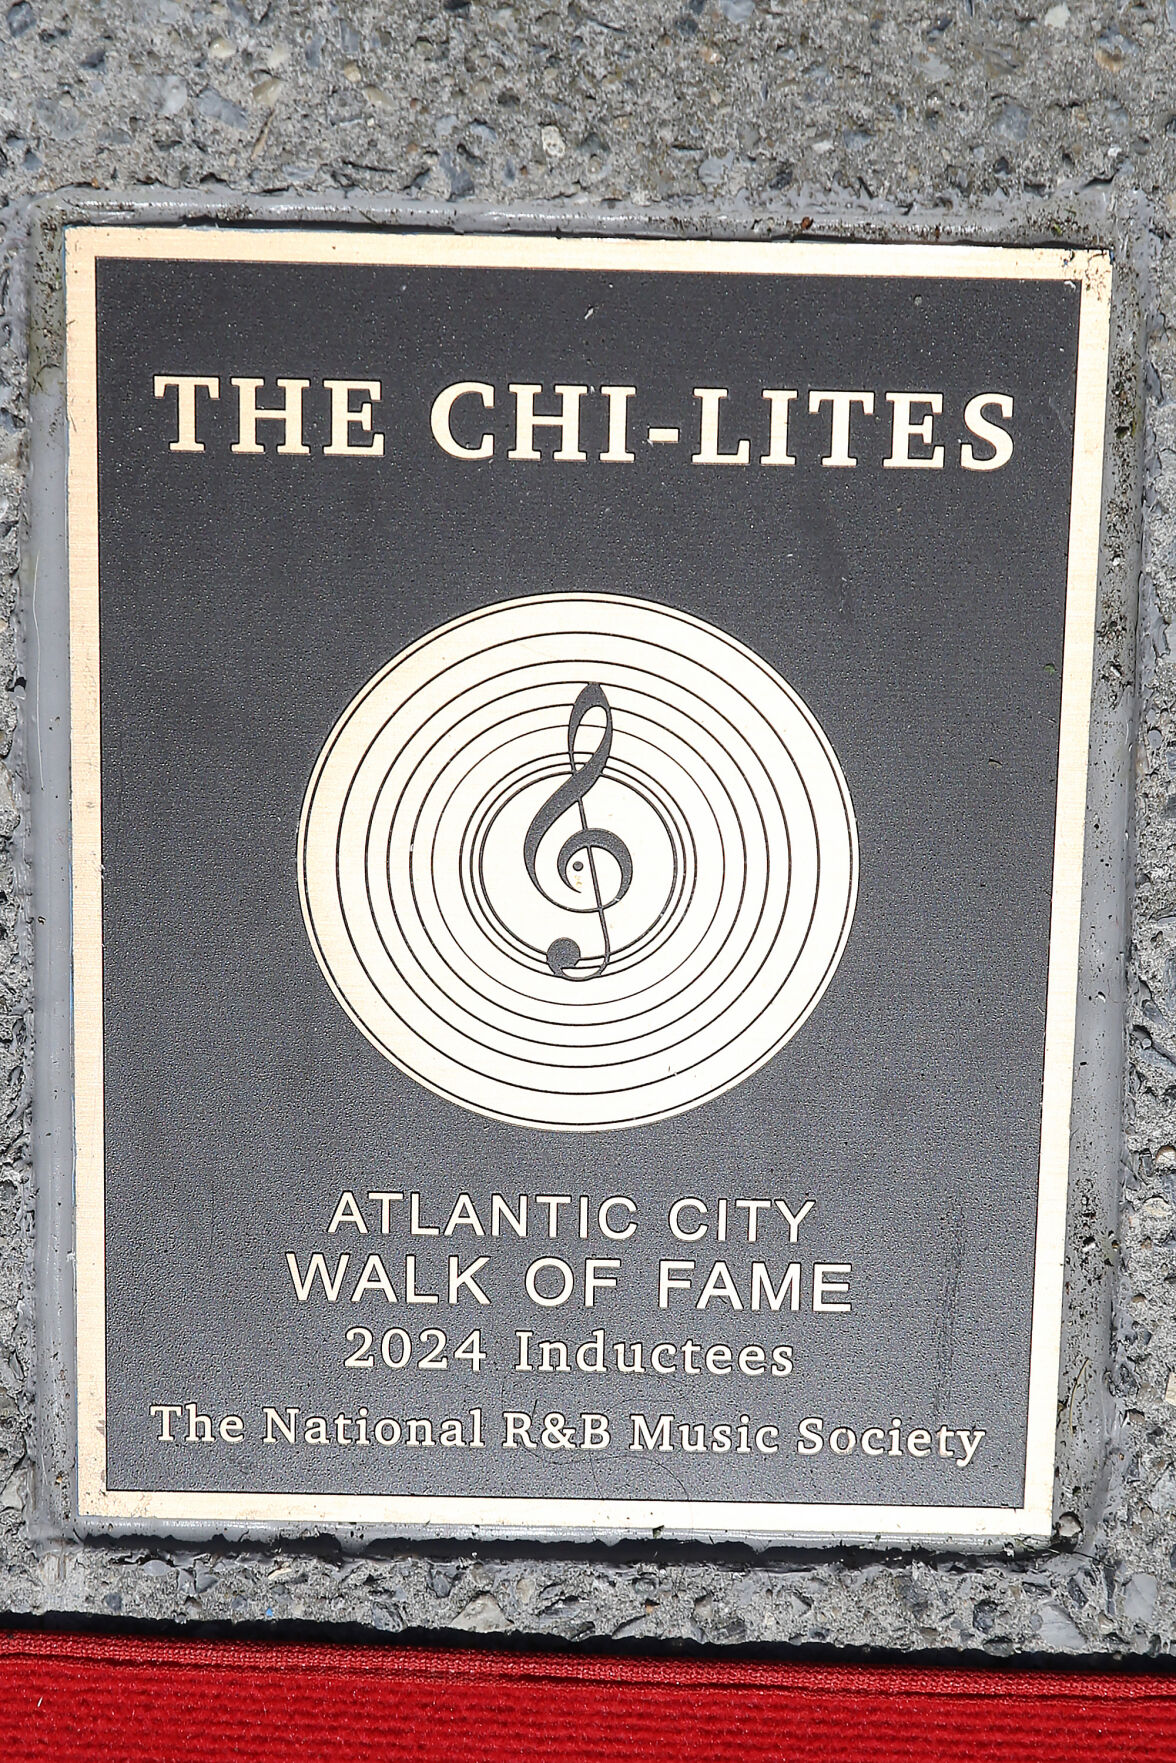 THE CHI-LITES
ATLANTIC CITY
WALK OF FAME
2024 Inductees
The National R&B Music Society